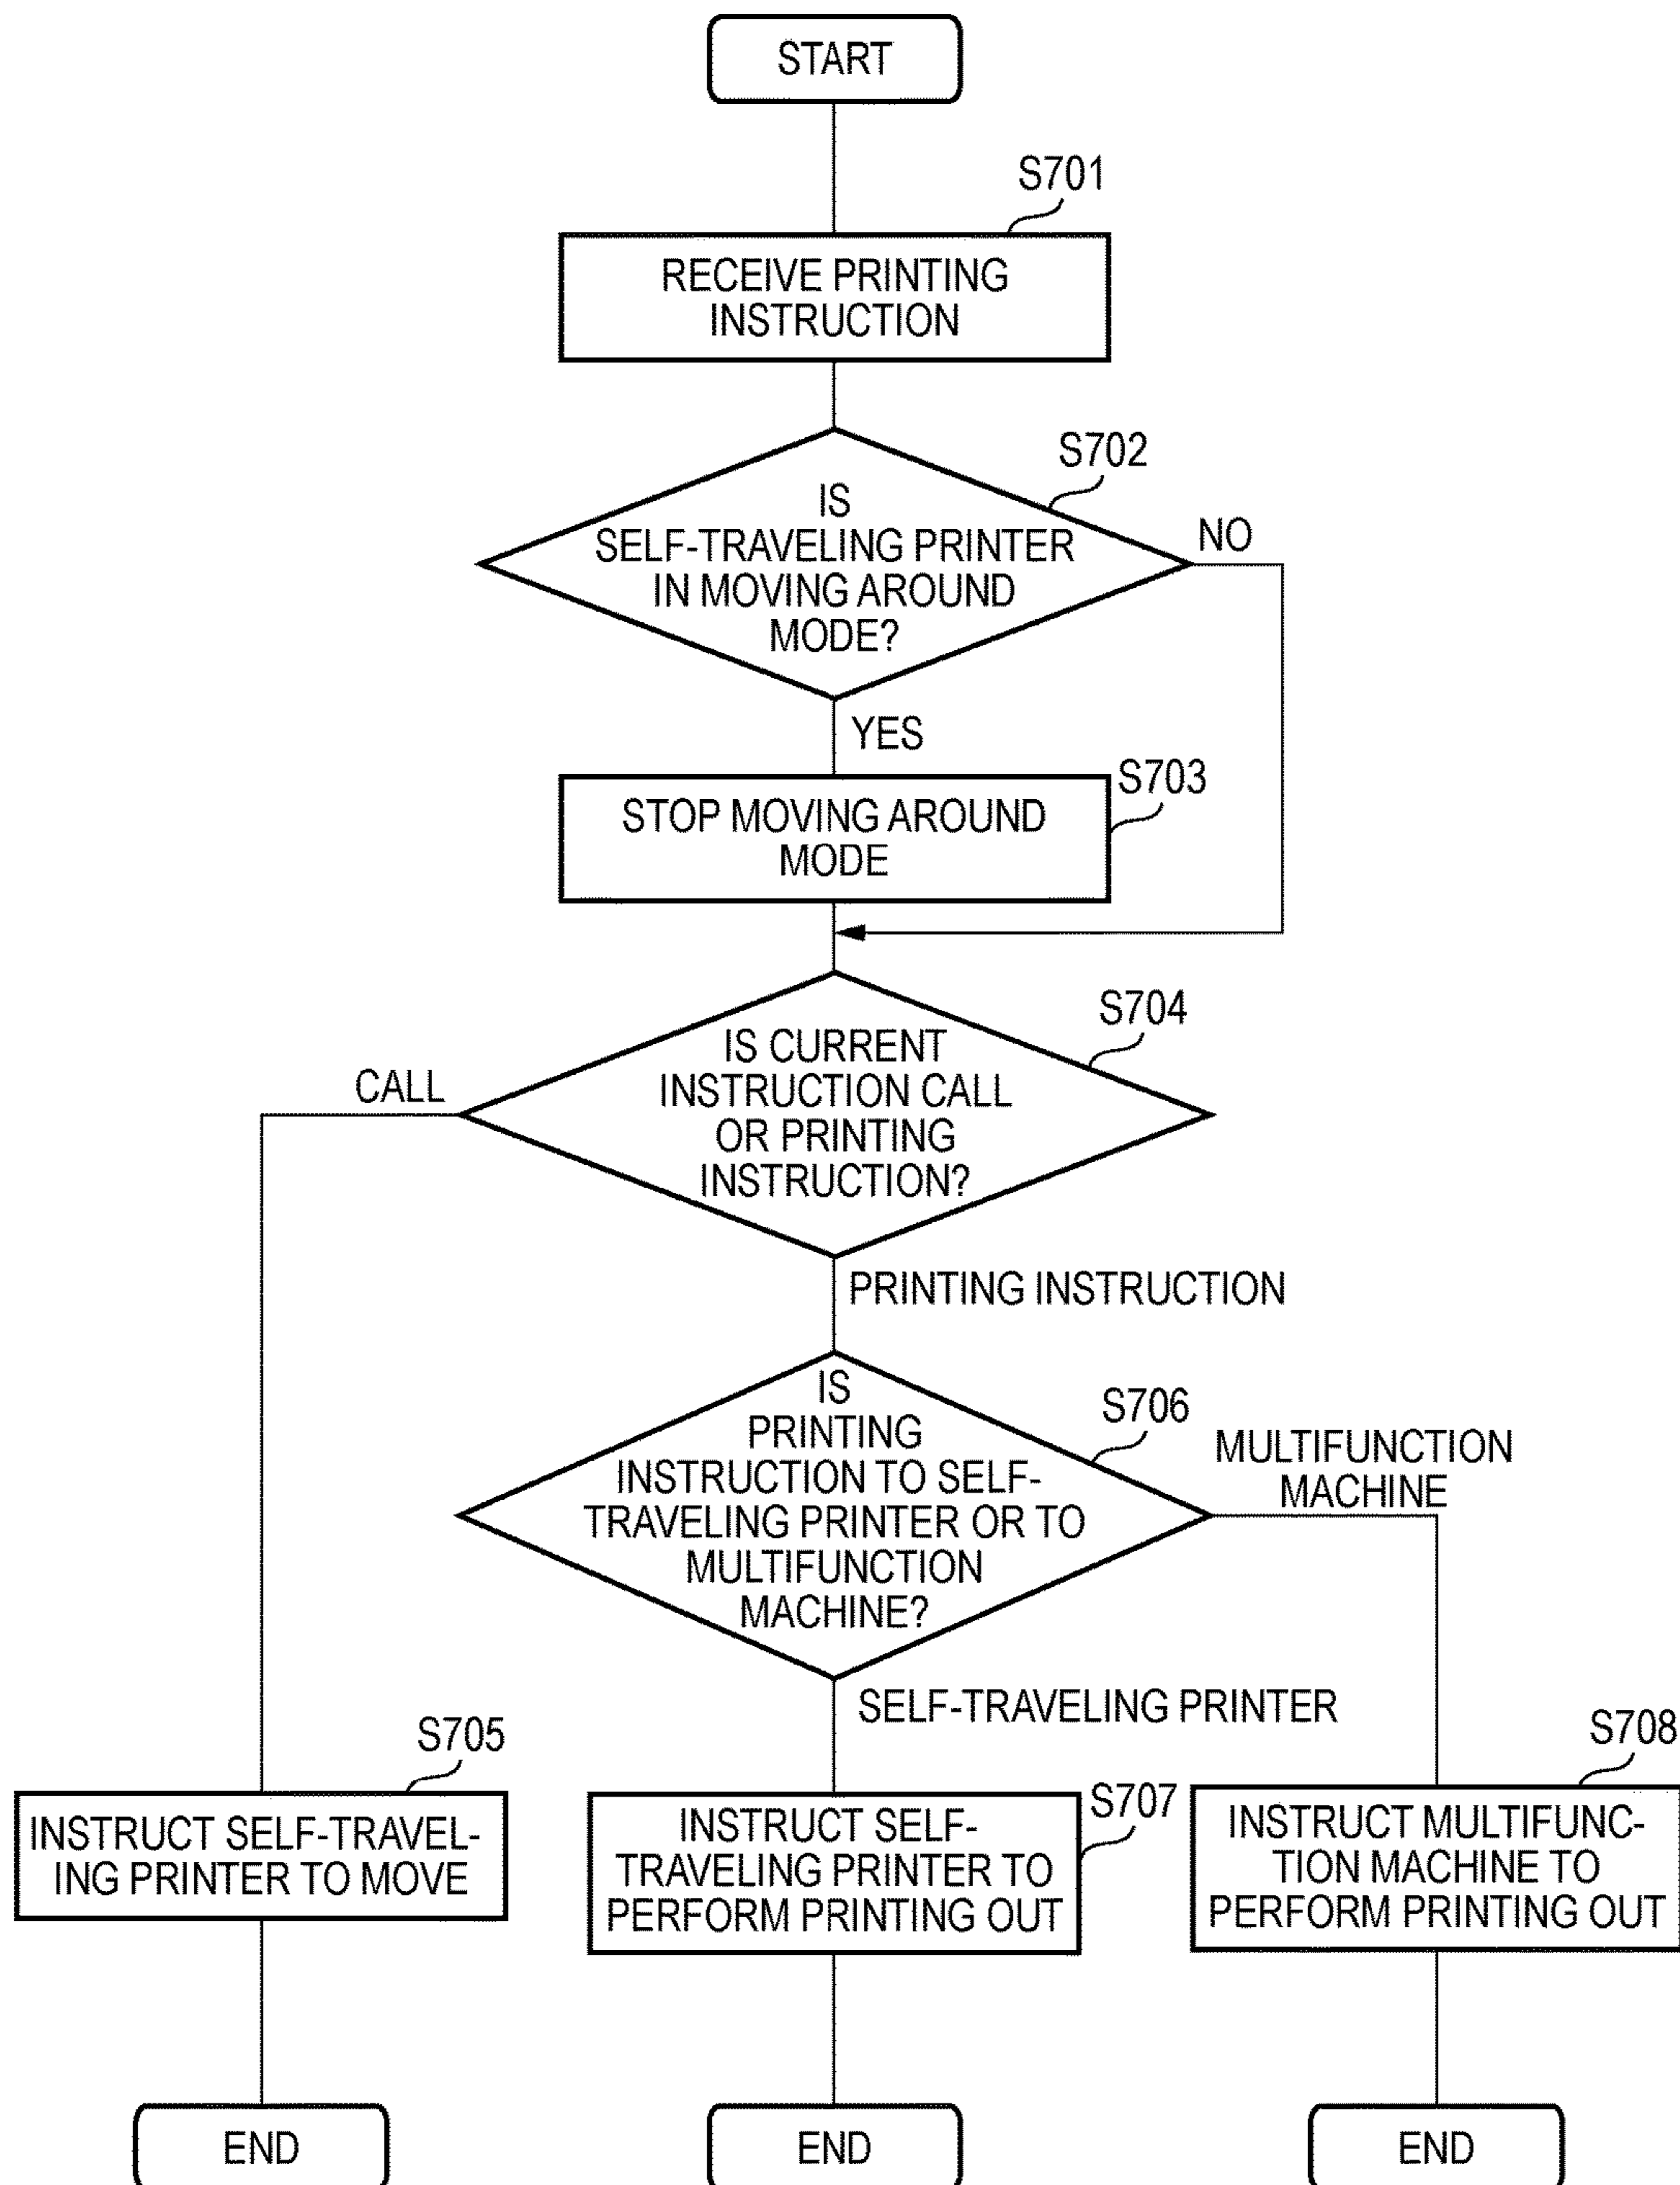 START
S701
RECEIVE PRINTING
INSTRUCTION
S702
IS
SELF-TRAVELING PRINTER
IN MOVING AROUND
MODE?
NO
YES
S703
STOP MOVING AROUND
MODE
S704
IS CURRENT
INSTRUCTION CALL
OR PRINTING
INSTRUCTION?
CALL
PRINTING INSTRUCTION
S706
IS
PRINTING
INSTRUCTION TO SELF-
TRAVELING PRINTER OR TO
MULTIFUNCTION
MACHINE?
MULTIFUNCTION
MACHINE
SELF-TRAVELING PRINTER
S705
INSTRUCT SELF-TRAVEL-
ING PRINTER TO MOVE
S707
INSTRUCT SELF-
TRAVELING PRINTER TO
PERFORM PRINTING OUT
S708
INSTRUCT MULTIFUNC-
TION MACHINE TO
PERFORM PRINTING OUT
END
END
END